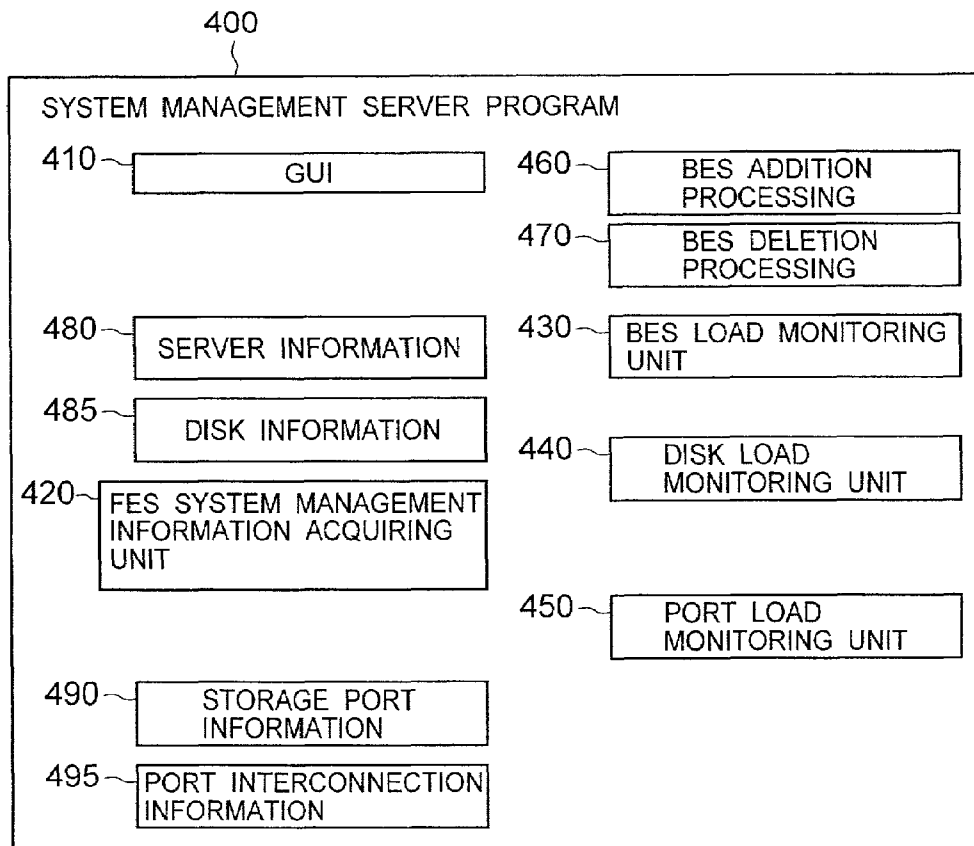 400
SYSTEM MANAGEMENT SERVER PROGRAM
410
GUI
480
SERVER INFORMATION
485
DISK INFORMATION
420
FES SYSTEM MANAGEMENT
INFORMATION ACQUIRING
UNIT
490
STORAGE PORT
INFORMATION
495
PORT INTERCONNECTION
INFORMATION
460
BES ADDITION
PROCESSING
470
BES DELETION
PROCESSING
430
BES LOAD MONITORING
UNIT
440
DISK LOAD
MONITORING UNIT
450
PORT LOAD
MONITORING UNIT